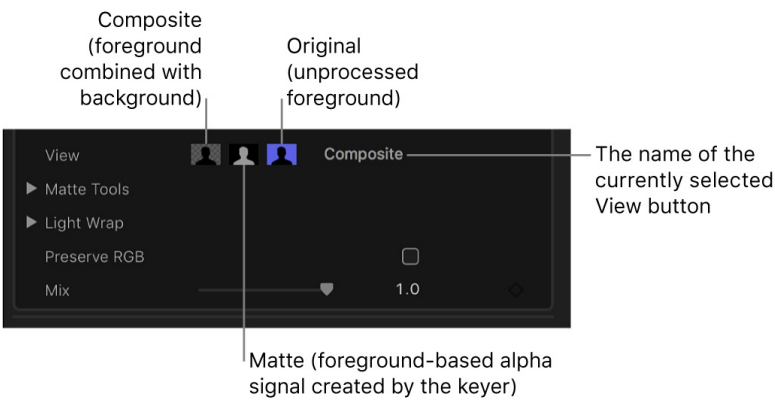 Composite
(foreground
combined with
background)
Original
(unprocessed
foreground)
View
Composite
The name of the
currently selected
View button
Matte Tools
Light Wrap
Preserve RGB
Mix
1.0
Matte (foreground-based alpha
signal created by the keyer)